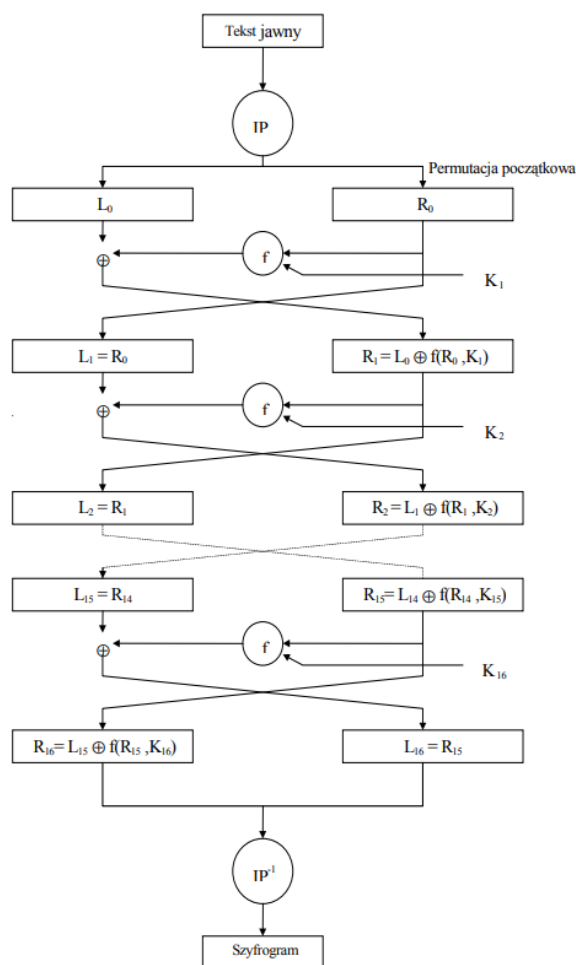 Tekst jawny
IP
Permutacja początkowa
L₀
R₀
⊕
f
K₁
L₁ = R₀
R₁ = L₀ ⊕ f(R₀ ,K₁)
⊕
f
K₂
L₂ = R₁
R₂ = L₁ ⊕ f(R₁ ,K₂)
L₁₅ = R₁₄
R₁₅= L₁₄ ⊕ f(R₁₄ ,K₁₅)
⊕
f
K₁₆
R₁₆= L₁₅ ⊕ f(R₁₅ ,K₁₆)
L₁₆ = R₁₅
IP⁻¹
Szyfrogram